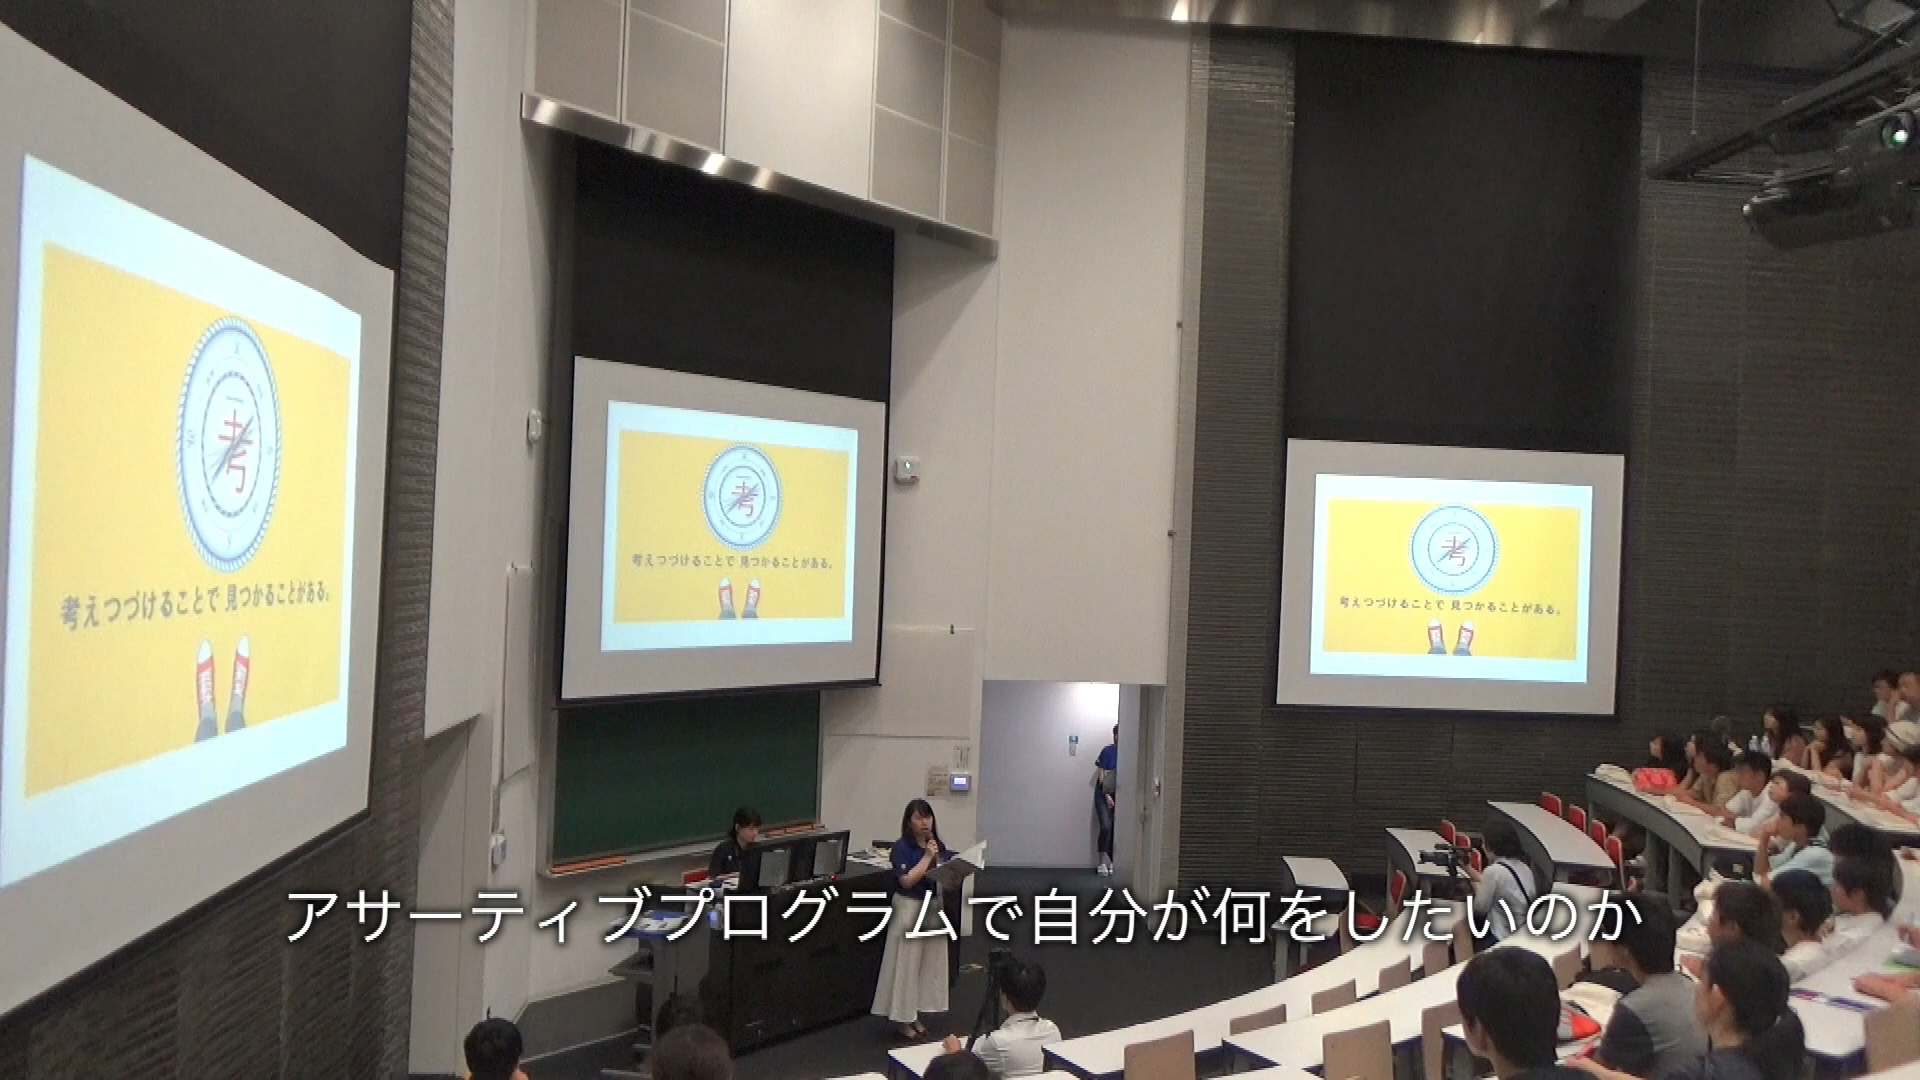 考
考えつづけることで 見つかることがある。
考
考えつづけることで 見つかることがある。
考
考えつづけることで 見つかることがある。
アサーティブプログラムで自分が何をしたいのか